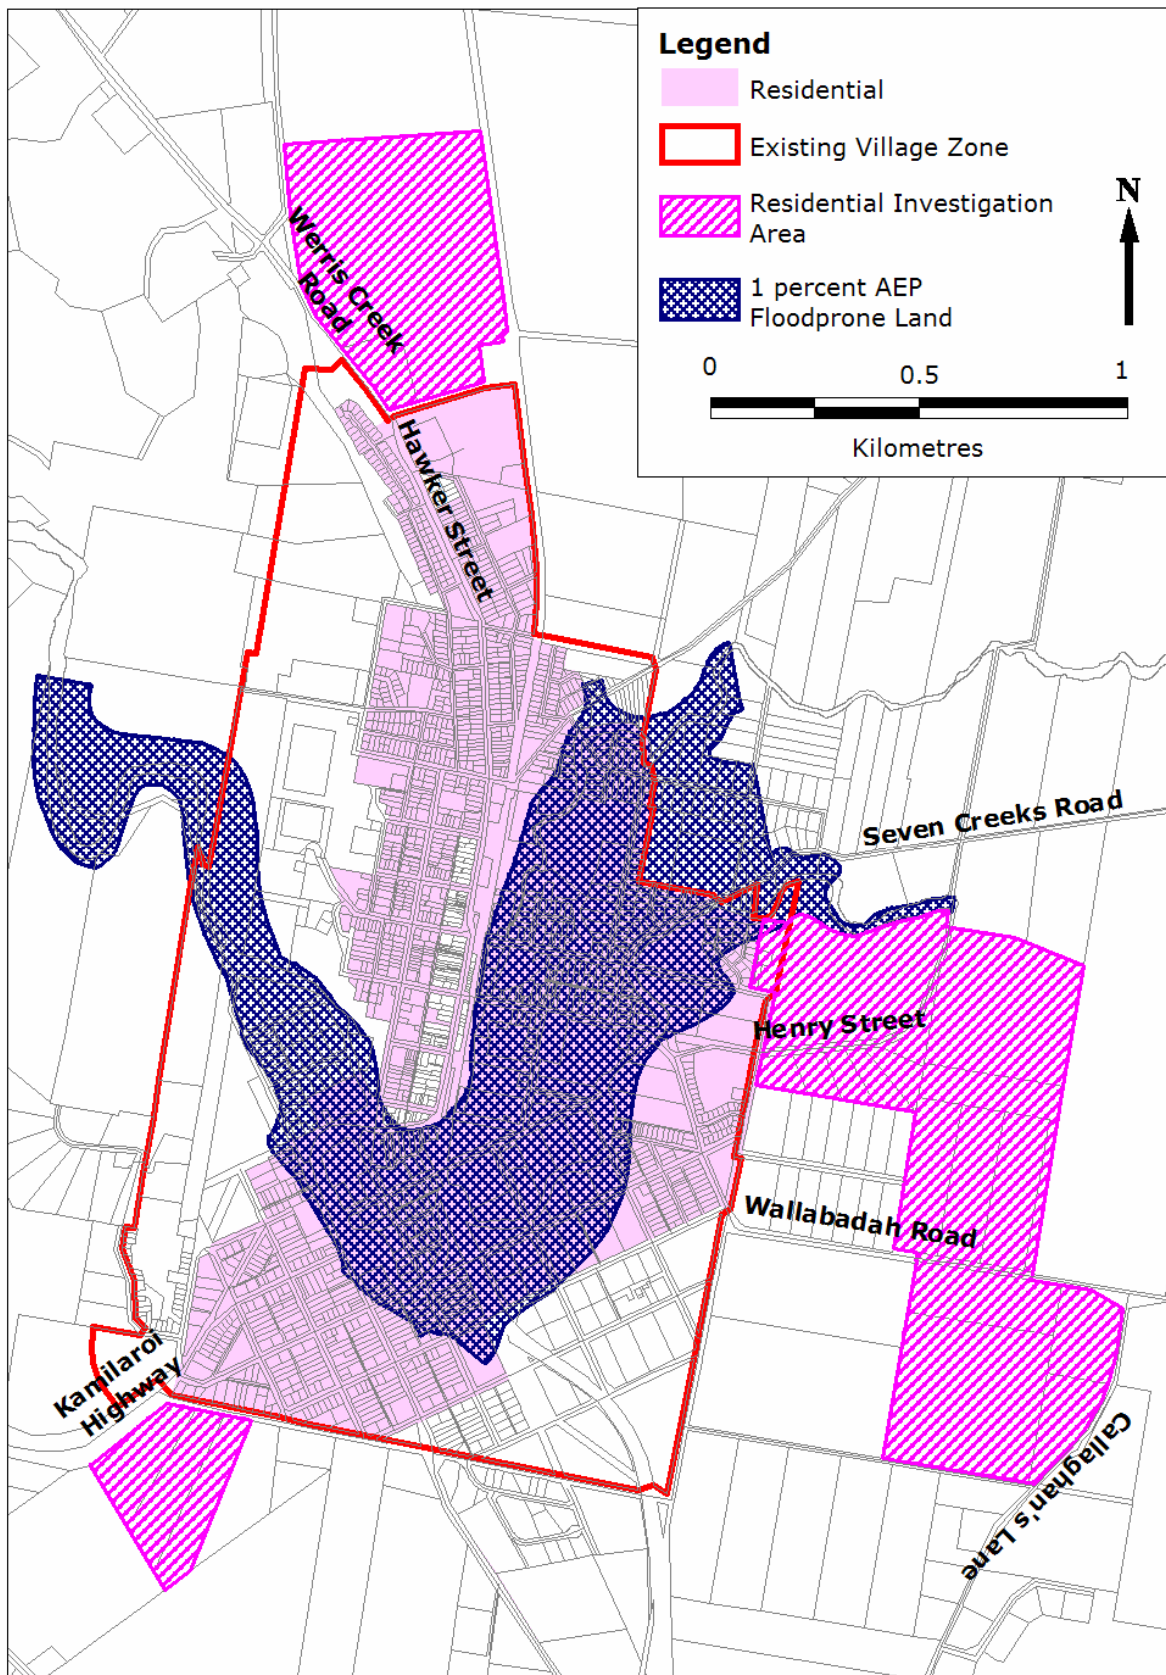 Legend
Residential
Existing Village Zone
Residential Investigation
Area
1 percent AEP
Floodprone Land
N
0 0.5 1
Kilometres
Werris Creek
Road
Hawker Street
Seven Creeks Road
Henry Street
Wallabadah Road
Kamilaroi
Highway
Callaghan's Lane